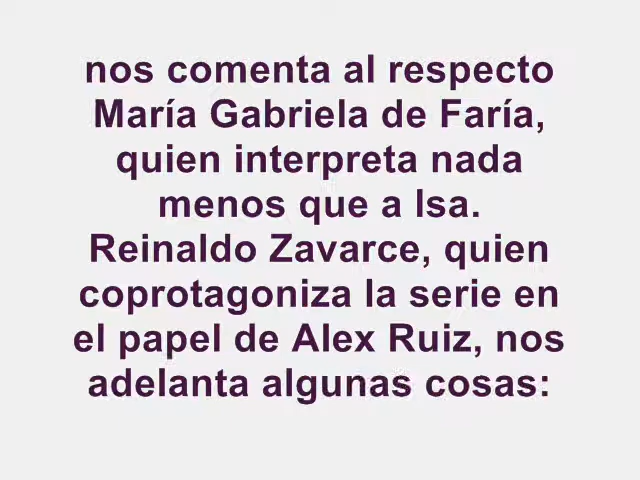 nos comenta al respecto
María Gabriela de Faría,
quien interpreta nada
menos que a Isa.
Reinaldo Zavarce, quien
coprotagoniza la serie en
el papel de Alex Ruiz, nos
adelanta algunas cosas: